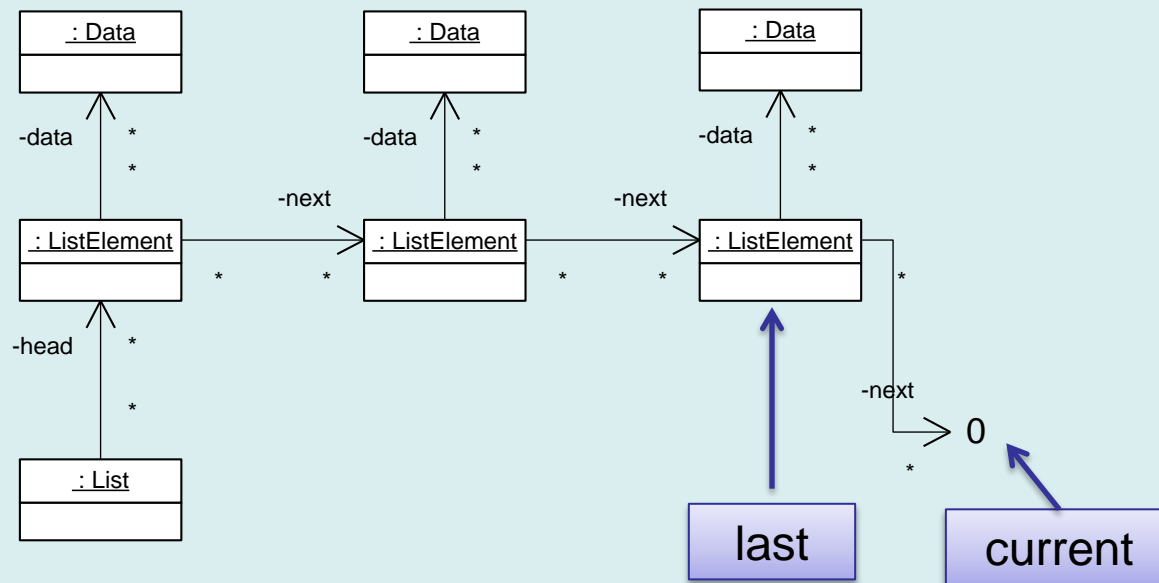 : Data
: Data
: Data
-data
*
*
-data
*
*
-data
*
*
-next
-next
: ListElement
: ListElement
: ListElement
*
*
*
*
*
-head
*
*
-next
0
*
: List
last
current